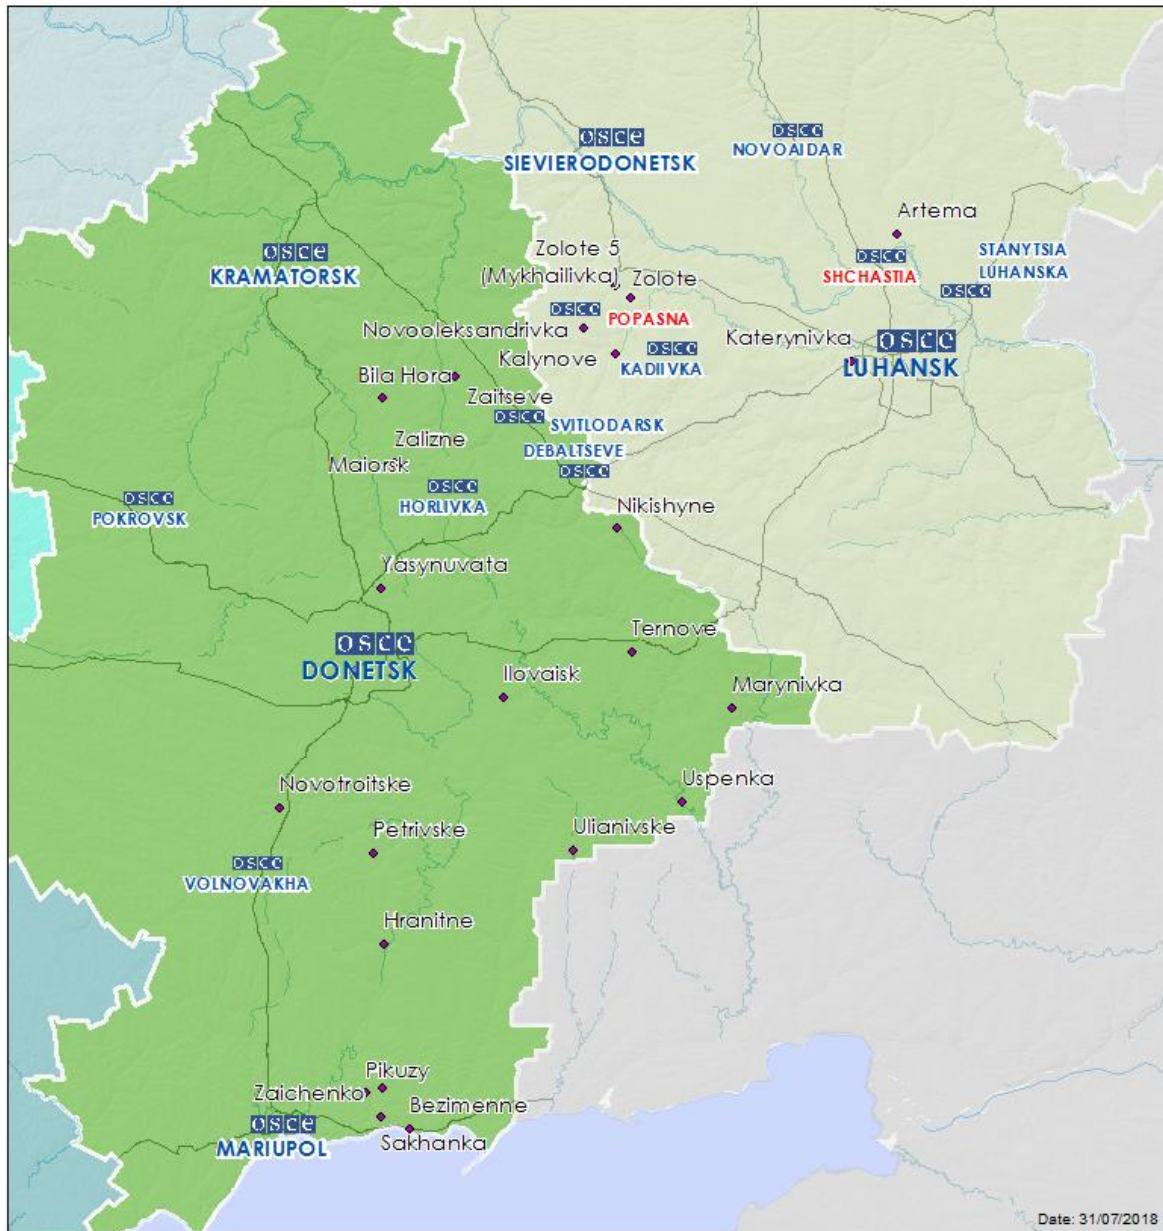 osce
NOVOAIDAR
osce
SIEVIERODONETSK
Artema
osce
KRAMATORSK
Zolote 5
(Mykhailivka)
Zolote
osce
SHCHASTIA
STANYTSIA
LUHANSKA
osce
osce
POPASNA
Novooleksandrivka
Kalynove
osce
KADIIVKA
Katerynivka
osce
LUHANSK
Bila Hora
Zaitseve
osce
SVITLODARSK
DEBALTSEVE
osce
Zalizne
Maiorsk
osce
HORLIVKA
osce
POKROVSK
Nikishyne
Yasynuvata
osce
DONETSK
Ternove
Ilovaisk
Marynivka
Novotroitske
Uspenka
Petrivske
Ulianivske
osce
VOLNOVAKHA
Hranitne
Pikuzy
Zaichenko
Bezimenne
osce
MARIUPOL
Sakhanka
Date: 31/07/2018